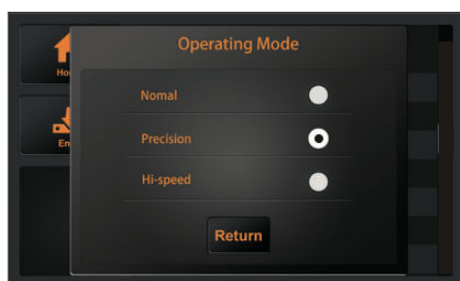 Operating Mode
Nomal
Precision
Hi-speed
Return